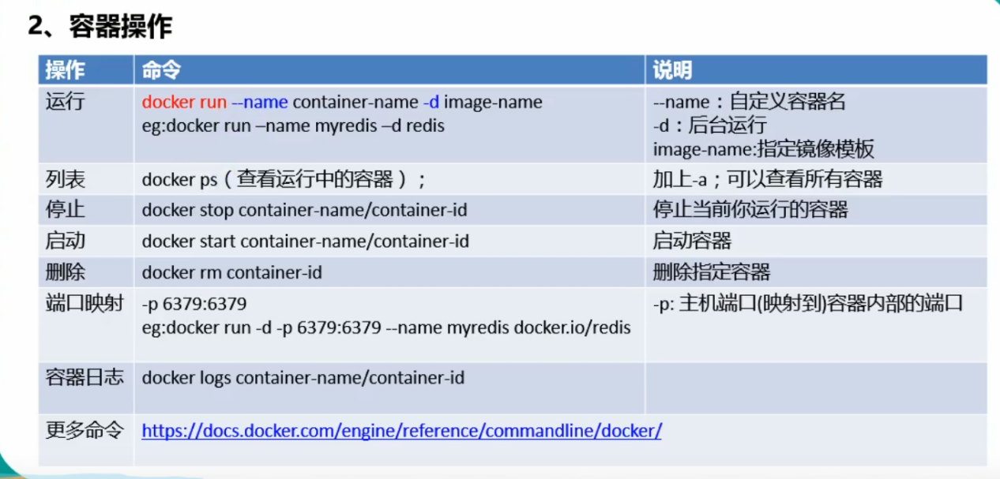 2、容器操作
操作 命令 说明
运行 docker run --name container-name -d image-name --name：自定义容器名
eg:docker run –name myredis –d redis -d：后台运行
image-name:指定镜像模板
列表 docker ps（查看运行中的容器）； 加上-a；可以查看所有容器
停止 docker stop container-name/container-id 停止当前你运行的容器
启动 docker start container-name/container-id 启动容器
删除 docker rm container-id 删除指定容器
端口映射 -p 6379:6379 -p: 主机端口(映射到)容器内部的端口
eg:docker run -d -p 6379:6379 --name myredis docker.io/redis
容器日志 docker logs container-name/container-id
更多命令 https://docs.docker.com/engine/reference/commandline/docker/